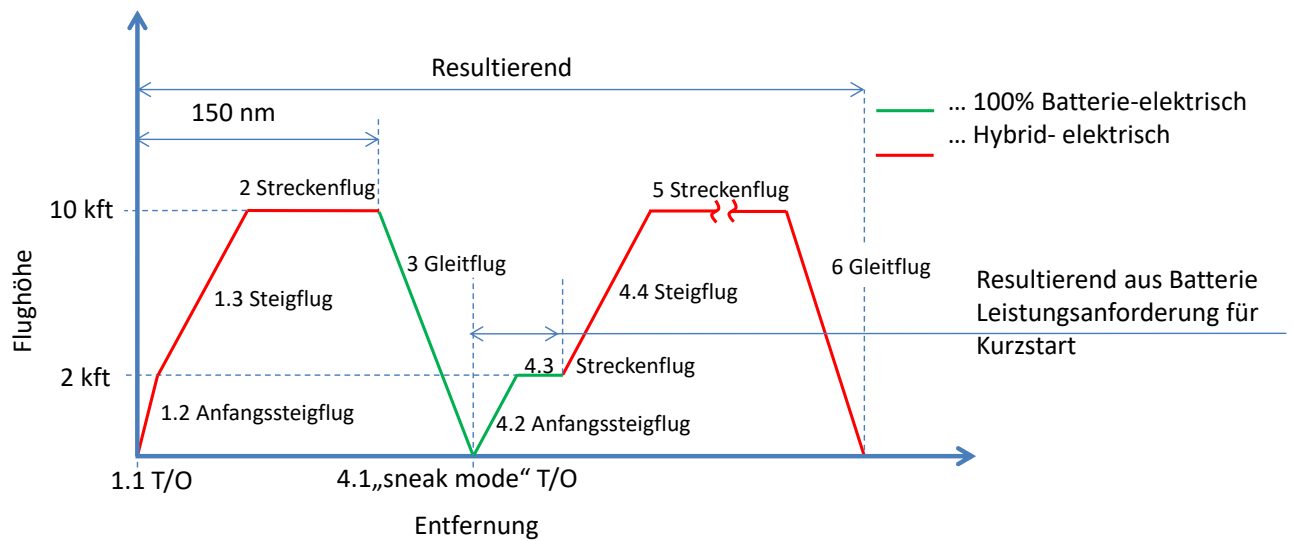 Resultierend
150 nm
... 100% Batterie-elektrisch
... Hybrid- elektrisch
2 Streckenflug
5 Streckenflug
10 kft
3 Gleitflug
6 Gleitflug
1.3 Steigflug
4.4 Steigflug
Resultierend aus Batterie
Leistungsanforderung für
Kurzstart
Flughöhe
4.3 Streckenflug
2 kft
1.2 Anfangssteigflug
4.2 Anfangssteigflug
1.1 T/O
4.1„sneak mode“ T/O
Entfernung